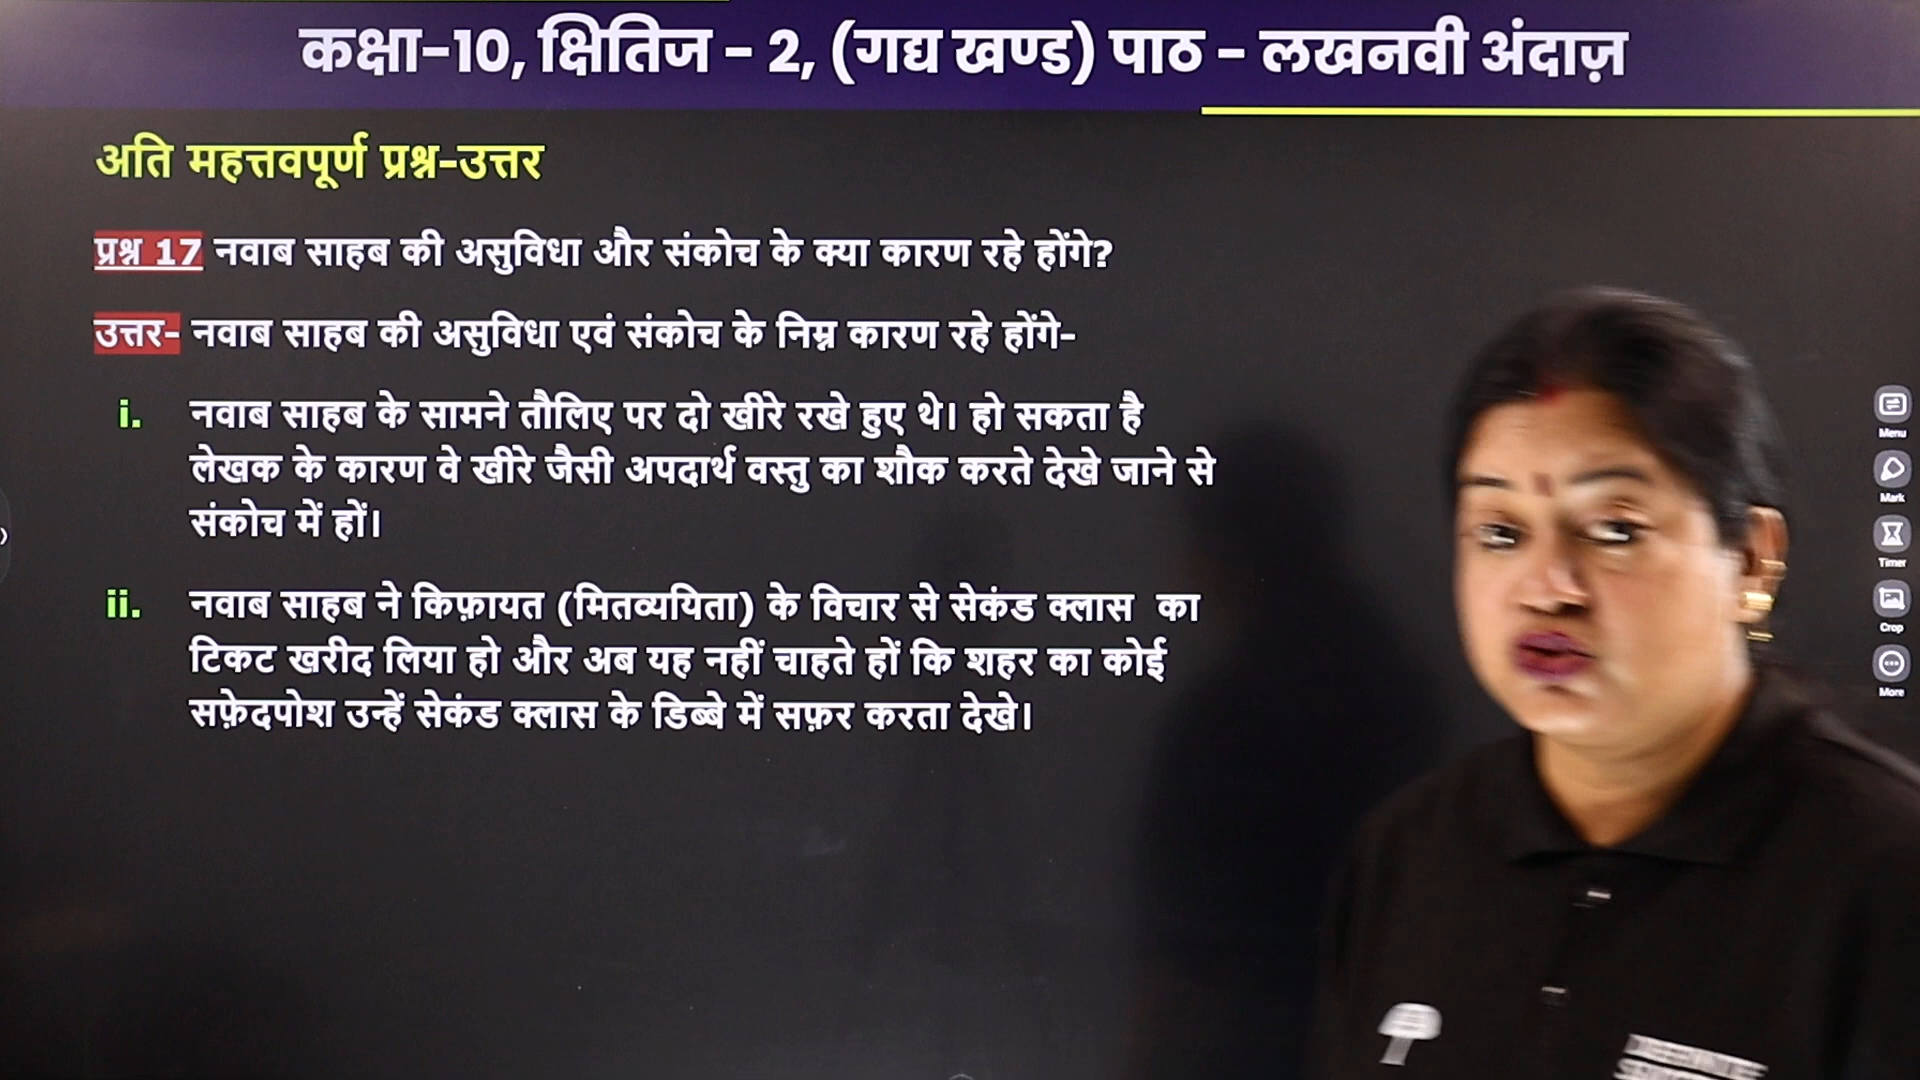 कक्षा-10, क्षितिज - 2, (गद्य खण्ड) पाठ - लखनवी अंदाज़
अति महत्तवपूर्ण प्रश्न-उत्तर
प्रश्न 17 नवाब साहब की असुविधा और संकोच के क्या कारण रहे होंगे?
उत्तर- नवाब साहब की असुविधा एवं संकोच के निम्न कारण रहे होंगे-
i. नवाब साहब के सामने तौलिए पर दो खीरे रखे हुए थे। हो सकता है
लेखक के कारण वे खीरे जैसी अपदार्थ वस्तु का शौक करते देखे जाने से
संकोच में हों।
ii. नवाब साहब ने किफ़ायत (मितव्ययिता) के विचार से सेकंड क्लास का
टिकट खरीद लिया हो और अब यह नहीं चाहते हों कि शहर का कोई
सफ़ेदपोश उन्हें सेकंड क्लास के डिब्बे में सफ़र करता देखे।
Menu
Mark
Timer
Crop
More